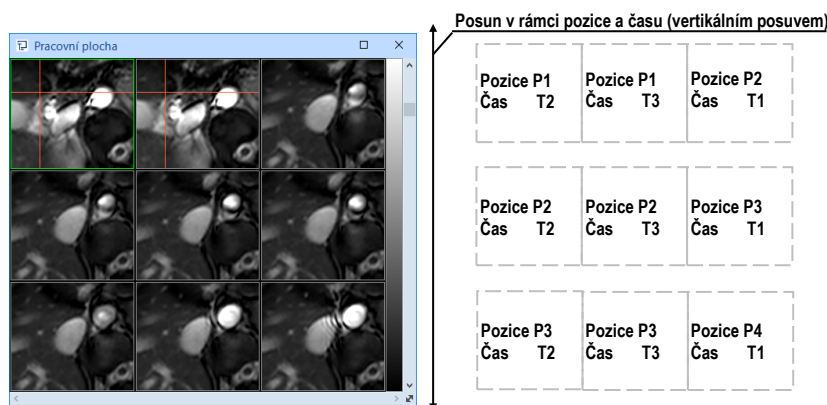 Posun v rámci pozice a času (vertikálním posuvem)
Pracovní plocha
Pozice P1 Pozice P1 Pozice P2
Čas T2 Čas T3 Čas T1
Pozice P2 Pozice P2 Pozice P3
Čas T2 Čas T3 Čas T1
Pozice P3 Pozice P3 Pozice P4
Čas T2 Čas T3 Čas T1